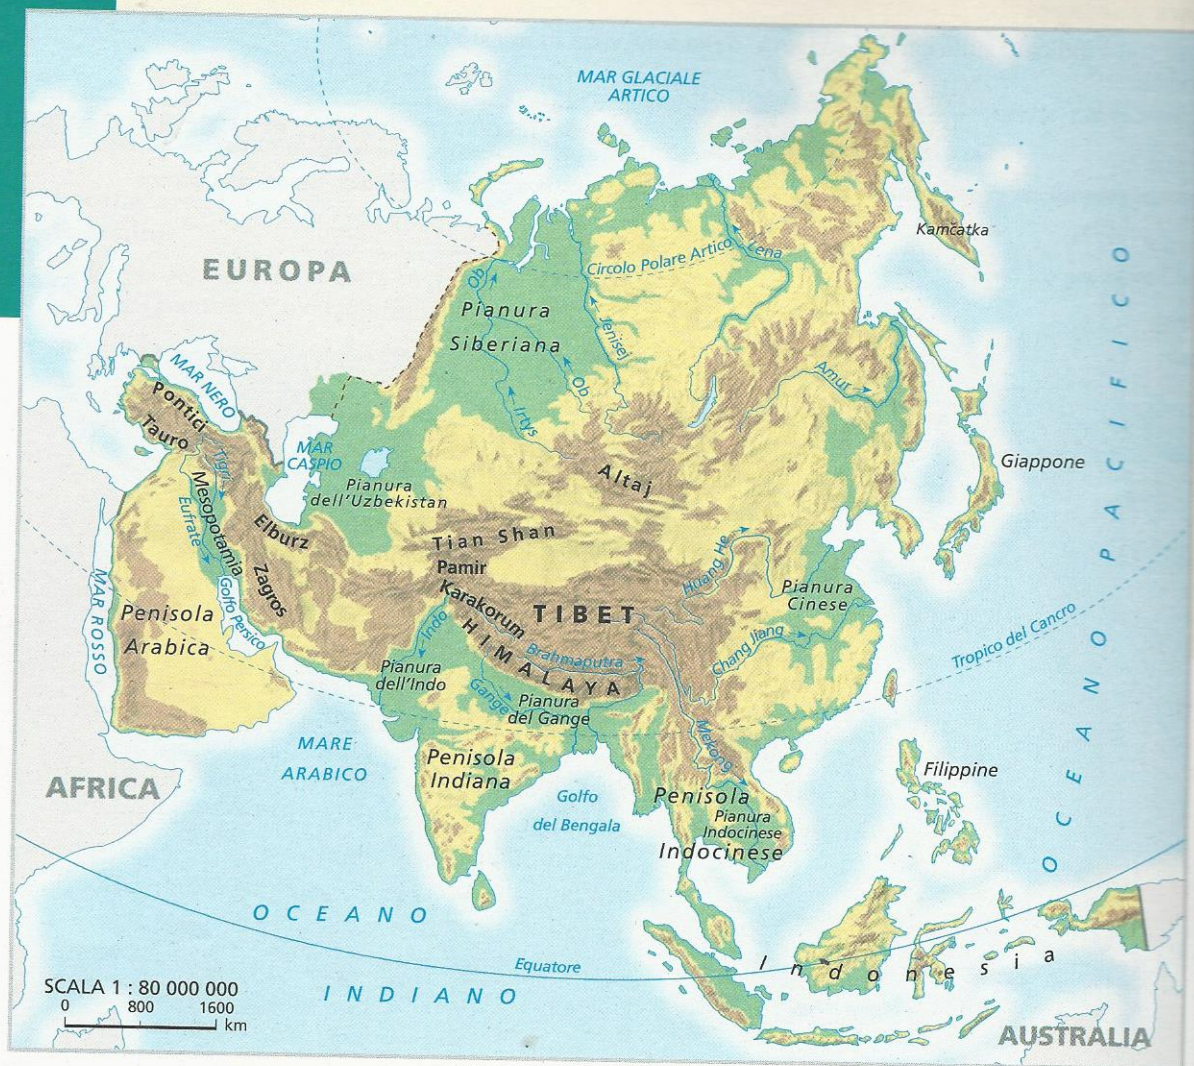 MAR GLACIALE
ARTICO
Kamčatka
Circolo Polare Artico
Lena
EUROPA
Ob
Pianura
Siberiana
Jenisej
Ob
Irtys
Amur
MAR NERO
Pontici
Tauro
MAR
CASPIO
Tigri
Pianura
dell'Uzbekistan
Altaj
Giappone
Mesopotamia
Eufrate
Elburz
Zagros
Tian Shan
Pamir
Karakorum
TIBET
Huang He
Pianura
Cinese
MAR ROSSO
Penisola
Arabica
Golfo Persico
Indo
HIMALAYA
Brahmaputra
Chang Jiang
Tropico del Cancro
OCEANO PACIFICO
Pianura
dell'Indo
Gange
Pianura
del Gange
Mekong
MARE
ARABICO
Penisola
Indiana
AFRICA
Golfo
del Bengala
Penisola
Pianura
Indocinese
Indocinese
Filippine
OCEANO
Equatore
INDIANO
Indonesia
SCALA 1 : 80 000 000
0 800 1600
km
AUSTRALIA